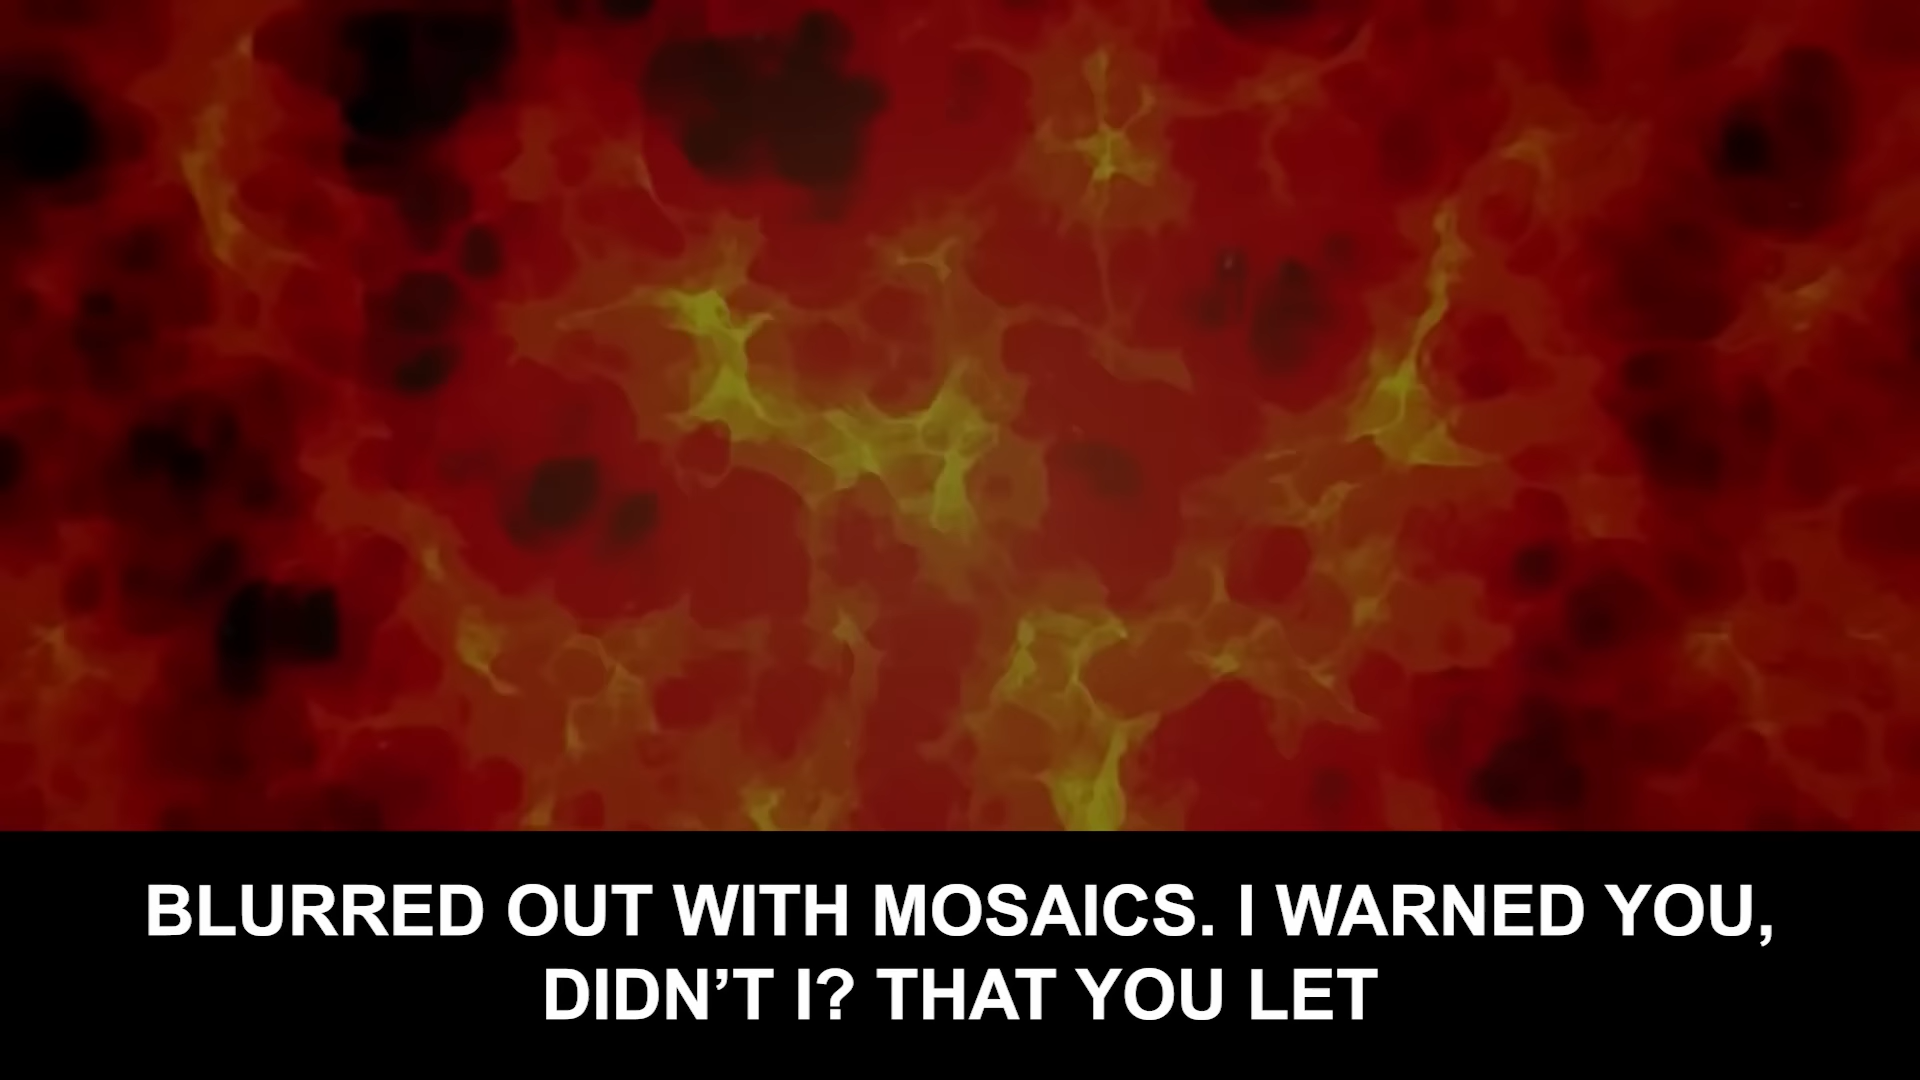 BLURRED OUT WITH MOSAICS. I WARNED YOU,
DIDN’T I? THAT YOU LET